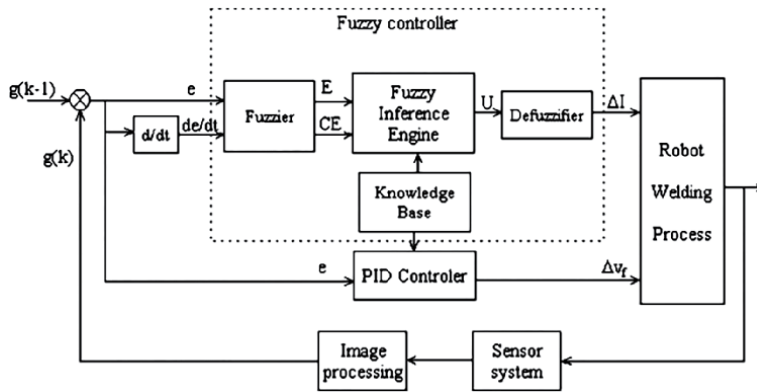 Fuzzy controller
g(k-1)
e
E
Fuzzy
Inference
Engine
U
Defuzzifier
ΔI
Fuzzier
d/dt
de/dt
CE
g(k)
Robot
Welding
Process
Knowledge
Base
e
PID Controler
Δv_f
Image
processing
Sensor
system